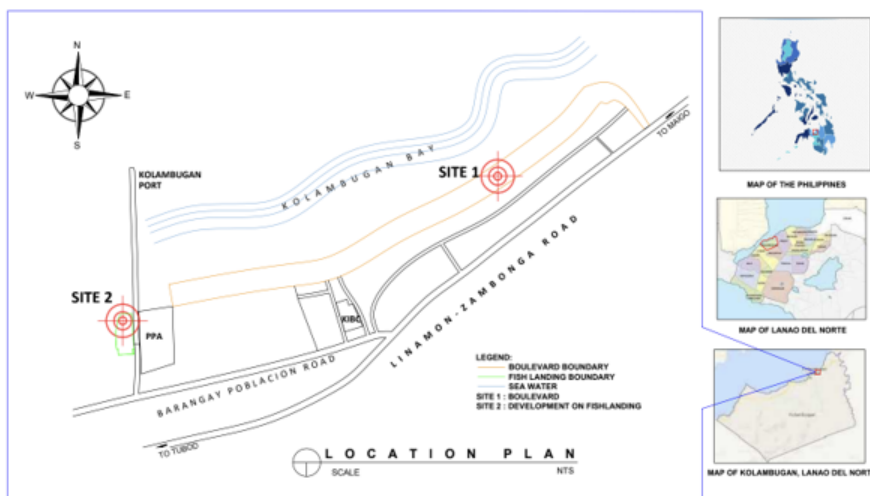 N
W
E
S
KOLAMBUGAN
PORT
KOLAMBUGAN BAY
SITE 1
TO MAIGO
SITE 2
PPA
KIBC
LINAMON-ZAMBONGA ROAD
BARANGAY POBLACION ROAD
TO TUBOD
LEGEND:
BOULEVARD BOUNDARY
FISH LANDING BOUNDARY
SEA WATER
SITE 1 : BOULEVARD
SITE 2 : DEVELOPMENT ON FISHLANDING
LOCATION PLAN
SCALE
NTS
MAP OF THE PHILIPPINES
MAP OF LANAO DEL NORTE
MAP OF KOLAMBUGAN, LANAO DEL NORT